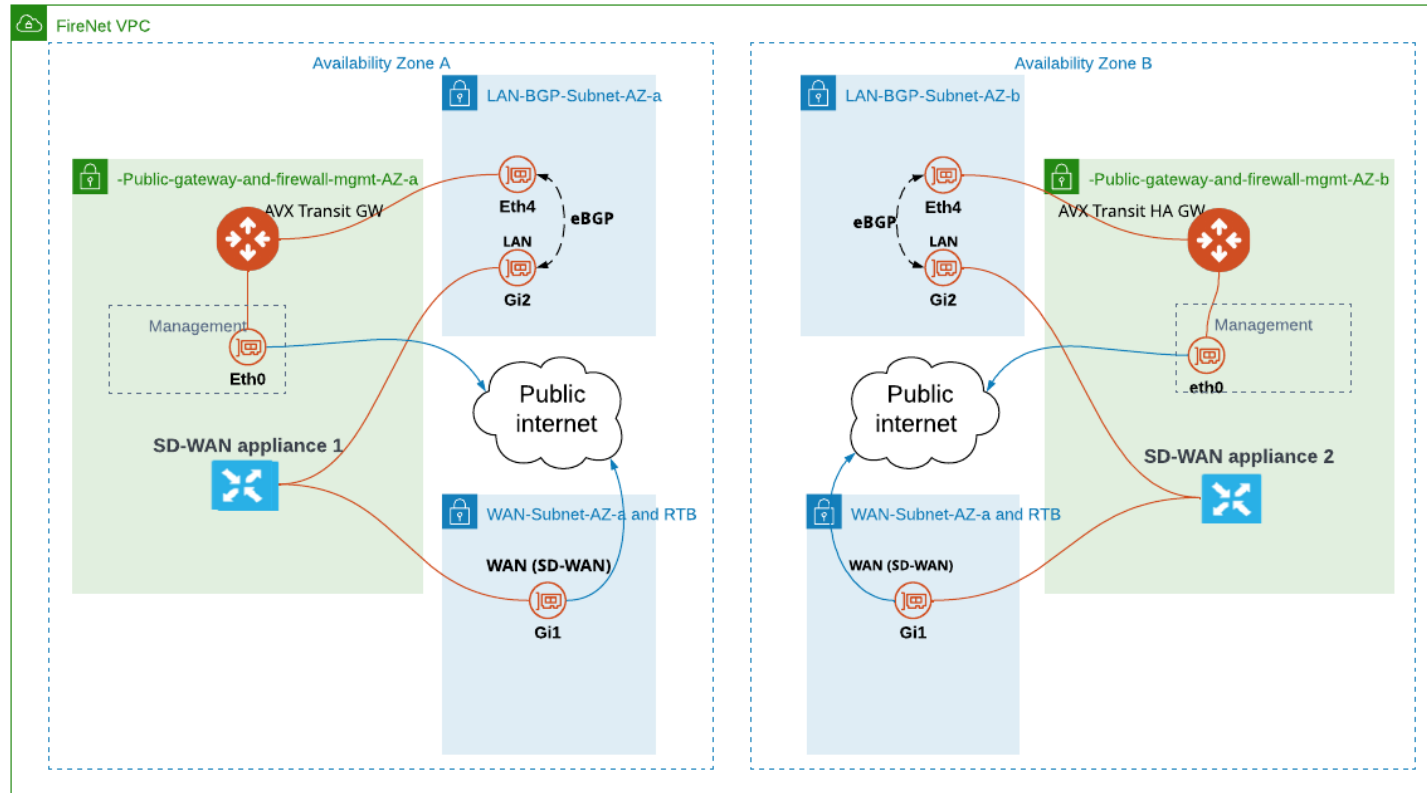 FireNet VPC
Availability Zone A
LAN-BGP-Subnet-AZ-a
-Public-gateway-and-firewall-mgmt-AZ-a
AVX Transit GW
Eth4
eBGP
LAN
Gi2
Management
Eth0
Public
internet
SD-WAN appliance 1
WAN-Subnet-AZ-a and RTB
WAN (SD-WAN)
Gi1
Availability Zone B
LAN-BGP-Subnet-AZ-b
-Public-gateway-and-firewall-mgmt-AZ-b
AVX Transit HA GW
Eth4
eBGP
LAN
Gi2
Management
eth0
Public
internet
SD-WAN appliance 2
WAN-Subnet-AZ-a and RTB
WAN (SD-WAN)
Gi1